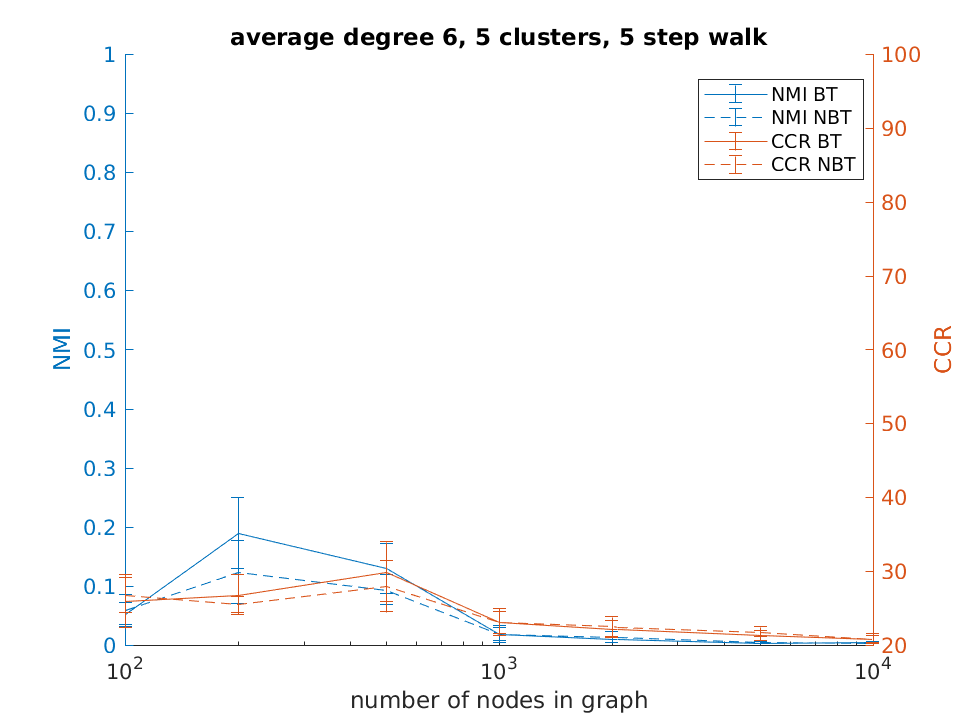 average degree 6, 5 clusters, 5 step walk
1
0.9
0.8
0.7
0.6
0.5
0.4
0.3
0.2
0.1
0
NMI
100
90
80
70
60
50
40
30
20
CCR
NMI BT
NMI NBT
CCR BT
CCR NBT
10^2
10^3
10^4
number of nodes in graph